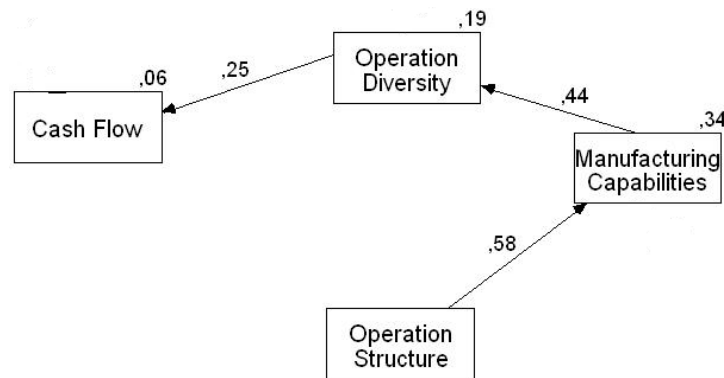 ,19
Operation
Diversity
,25
,06
Cash Flow
,44
,34
Manufacturing
Capabilities
,58
Operation
Structure